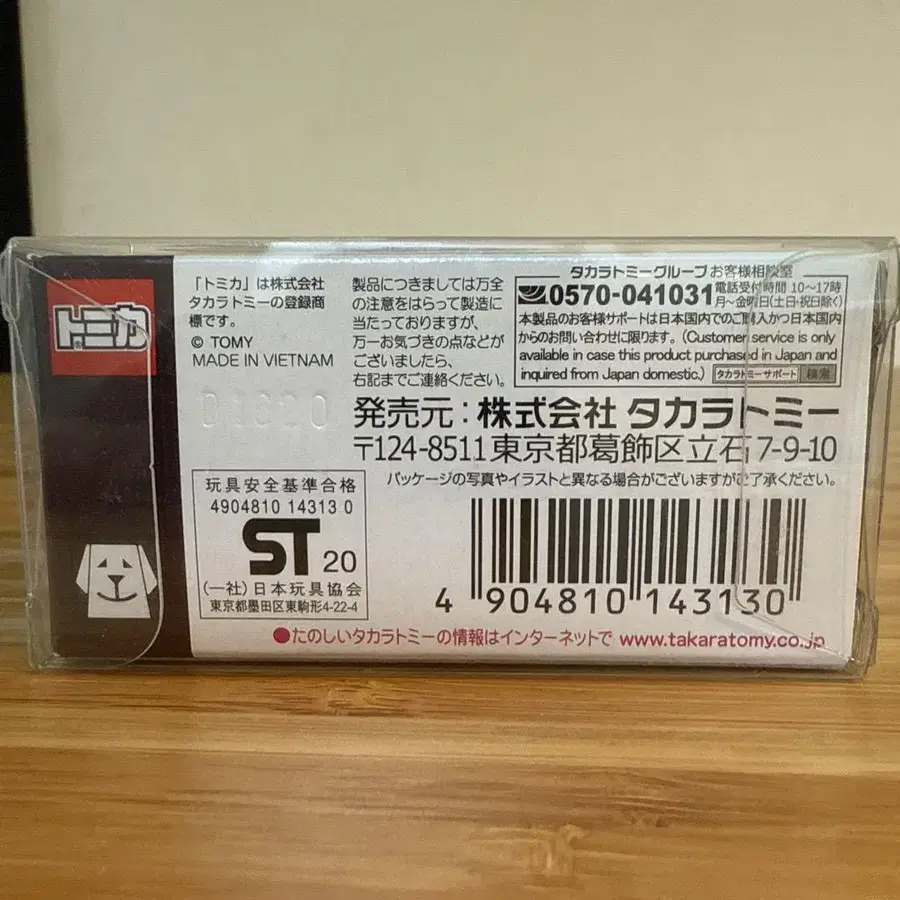 トミカ
「トミカ」は株式会社
タカラトミーの登録商
標です。
© TOMY
MADE IN VIETNAM
製品につきましては万全
の注意をはらって製造に
当たっておりますが、
万一お気づきの点などが
ございましたら、
右記までご連絡ください。
タカラトミーグループ お客様相談室
0570-041031
電話受付時間 10〜17時
月〜金曜日(土日・祝日除く)
本製品のお客様サポートは日本国内でのご購入かつ日本国内
からのお問い合わせに限ります。(Customer service is only
available in case this product purchased in Japan and
inquired from Japan domestic.) タカラトミーサポート 検索
発売元:株式会社 タカラトミー
〒124-8511 東京都葛飾区立石7-9-10
パッケージの写真やイラストと異なる場合がございますがご了承ください。
玩具安全基準合格
4904810 14313 0
ST 20
(一社)日本玩具協会
東京都墨田区東駒形4-22-4
4 904810 143130
●たのしいタカラトミーの情報はインターネットで www.takaratomy.co.jp